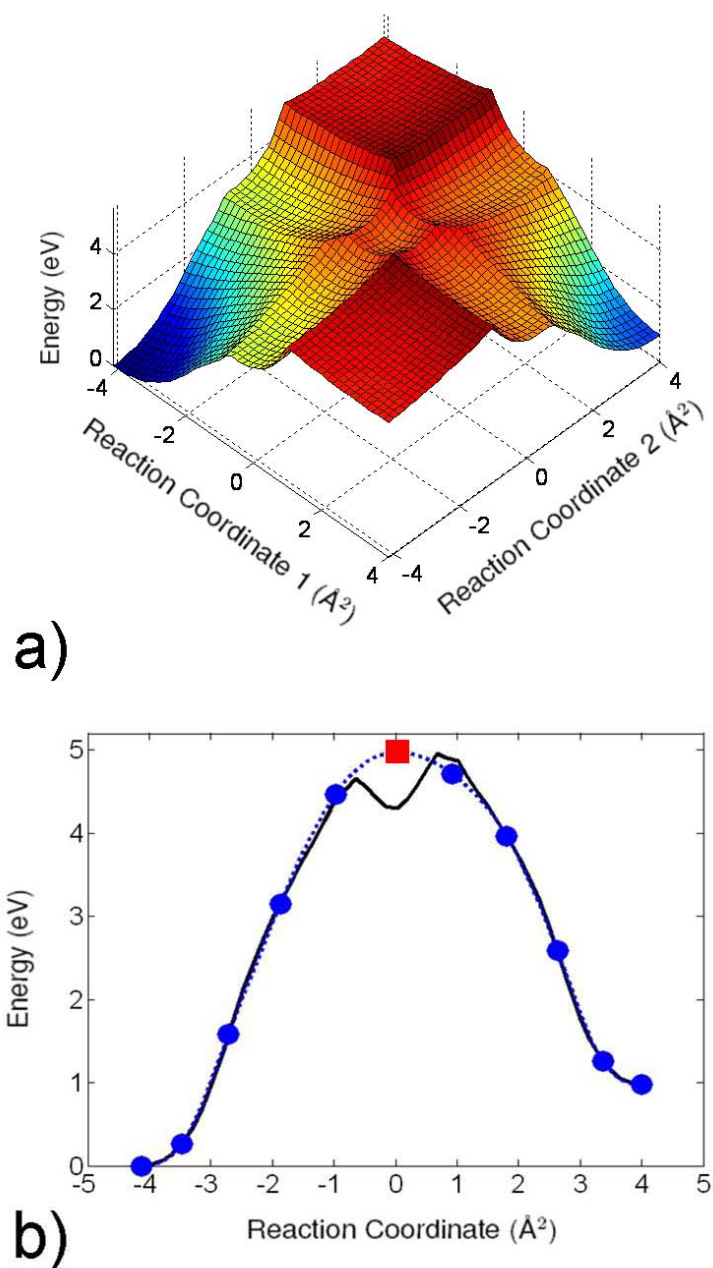 4
2
0
Energy (eV)
-4
-2
0
2
4
Reaction Coordinate 1 (Å²)
-4
-2
0
2
4
Reaction Coordinate 2 (Å²)
a)
5
4
3
2
1
0
Energy (eV)
-5 -4 -3 -2 -1 0 1 2 3 4 5
Reaction Coordinate (Å²)
b)